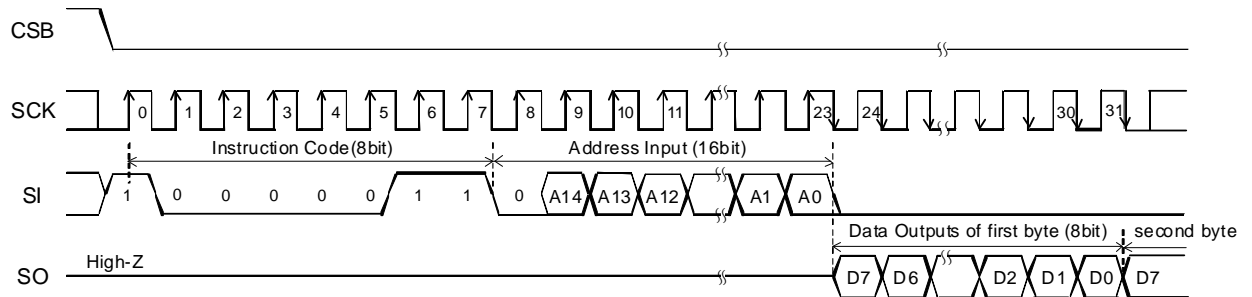 CSB
SCK 0 1 2 3 4 5 6 7 8 9 10 11 23 24 30 31
Instruction Code(8bit) Address Input (16bit)
SI 1 0 0 0 0 0 1 1 0 A14 A13 A12 A1 A0
Data Outputs of first byte (8bit) second byte
High-Z
SO D7 D6 D2 D1 D0 D7